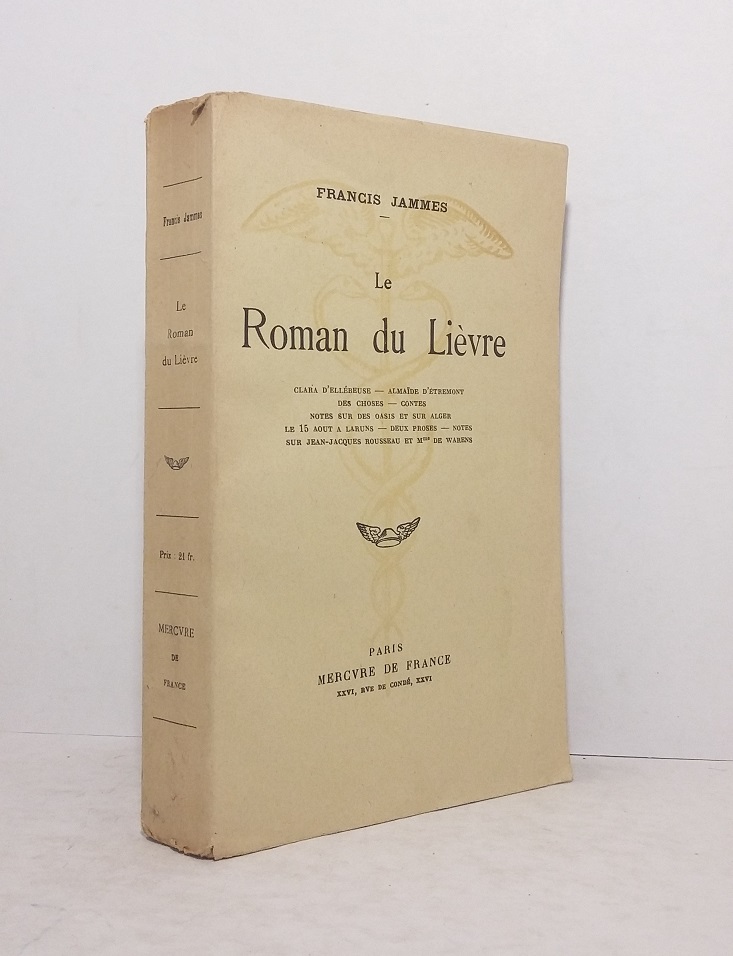 Francis Jammes
Le
Roman
du Lièvre
Prix : 21 fr.
MERCVRE
DE
FRANCE
FRANCIS JAMMES
Le
Roman du Lièvre
CLARA D'ELLÉBEUSE — ALMAÏDE D'ÉTREMONT
DES CHOSES — CONTES
NOTES SUR DES OASIS ET SUR ALGER
LE 15 AOUT A LARUNS — DEUX PROSES — NOTES
SUR JEAN-JACQUES ROUSSEAU ET Mme DE WARENS
PARIS
MERCVRE DE FRANCE
XXVI, RVE DE CONDÉ, XXVI